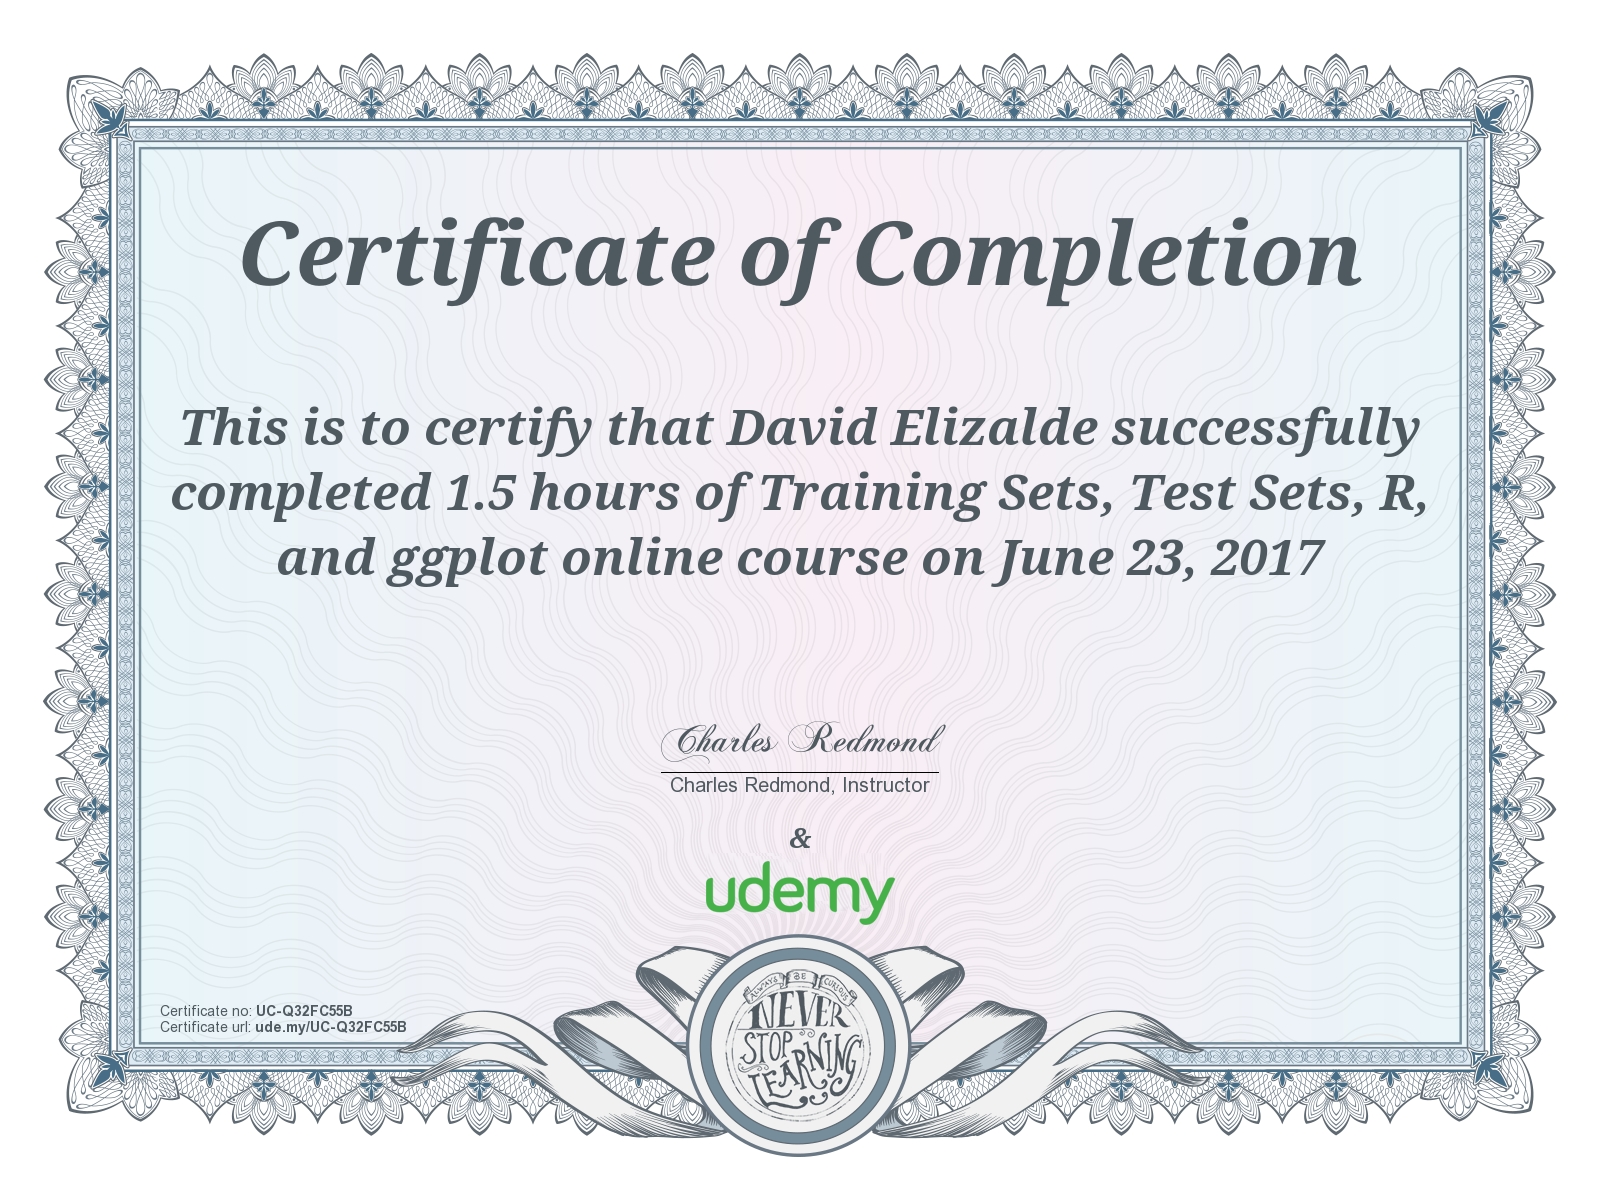 Certificate of Completion
This is to certify that David Elizalde successfully
completed 1.5 hours of Training Sets, Test Sets, R,
and ggplot online course on June 23, 2017
Charles Redmond
Charles Redmond, Instructor
&
udemy
Certificate no: UC-Q32FC55B
Certificate url: ude.my/UC-Q32FC55B
ALWAYS BE CURIOUS
NEVER
STOP
LEARNING